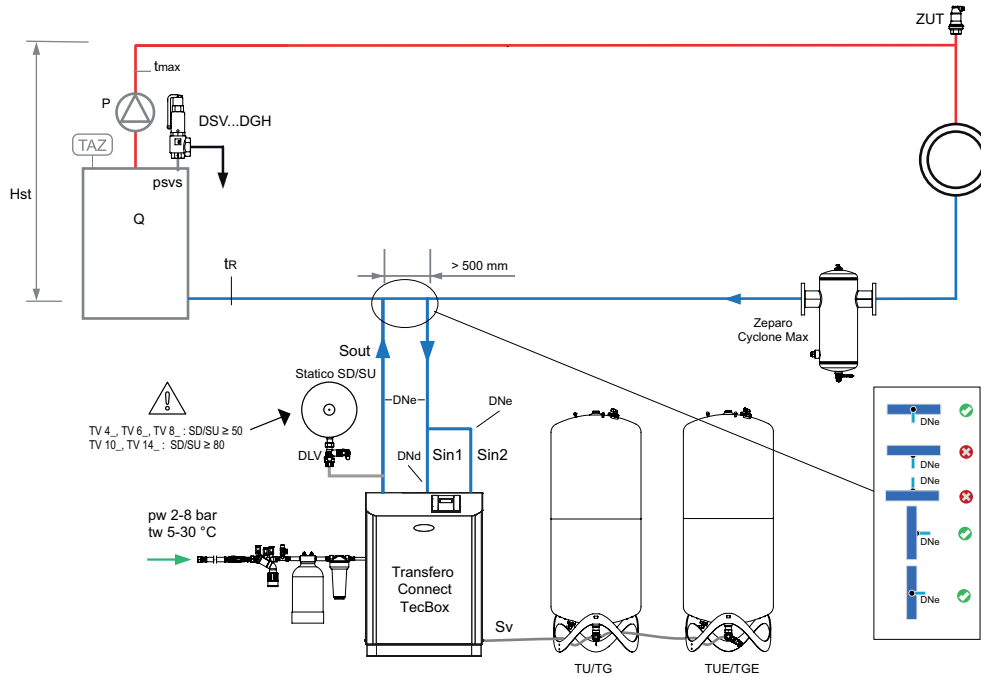 ZUT
tmax
P
DSV...DGH
TAZ
psvs
Hst
Q
tR
> 500 mm
Zeparo
Cyclone Max
Sout
Statico SD/SU
DNe
DNe
TV 4_, TV 6_, TV 8_ : SD/SU ≥ 50
TV 10_, TV 14_ : SD/SU ≥ 80
DLV
DNd
Sin1
Sin2
pw 2-8 bar
tw 5-30 °C
Transfero
Connect
TecBox
Sv
TU/TG
TUE/TGE
DNe
DNe
DNe
DNe
DNe